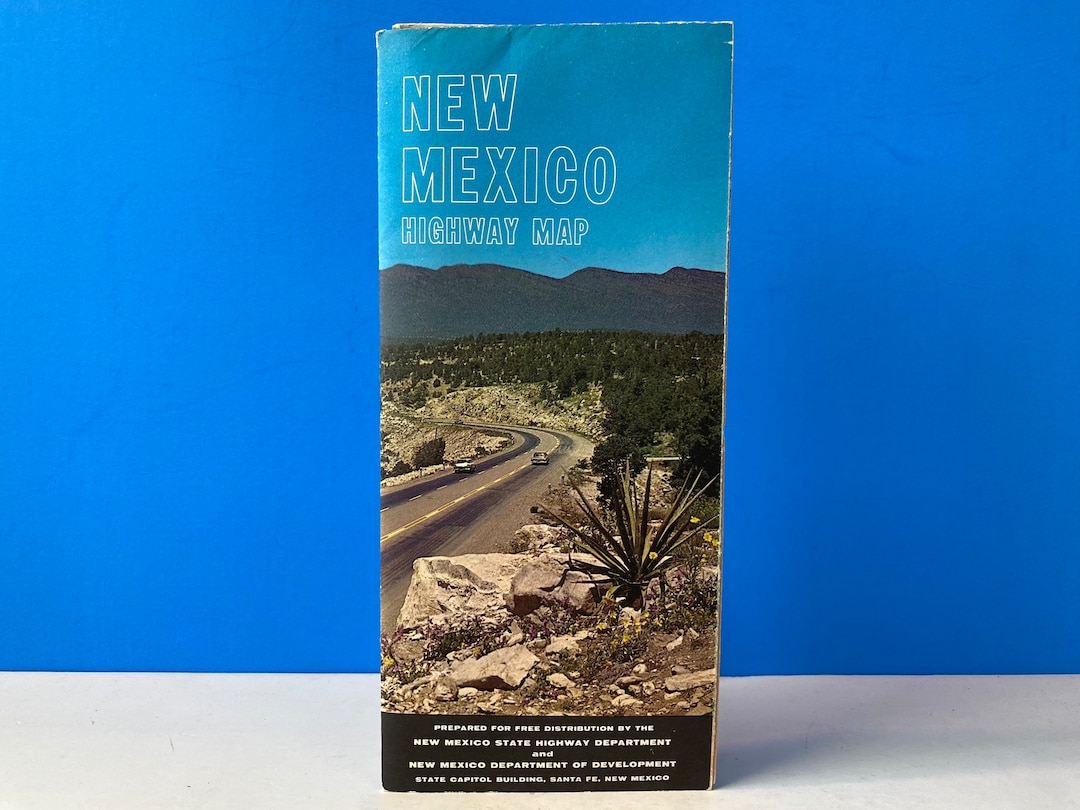 NEW
MEXICO
HIGHWAY MAP
PREPARED FOR FREE DISTRIBUTION BY THE
NEW MEXICO STATE HIGHWAY DEPARTMENT
and
NEW MEXICO DEPARTMENT OF DEVELOPMENT
STATE CAPITOL BUILDING, SANTA FE, NEW MEXICO